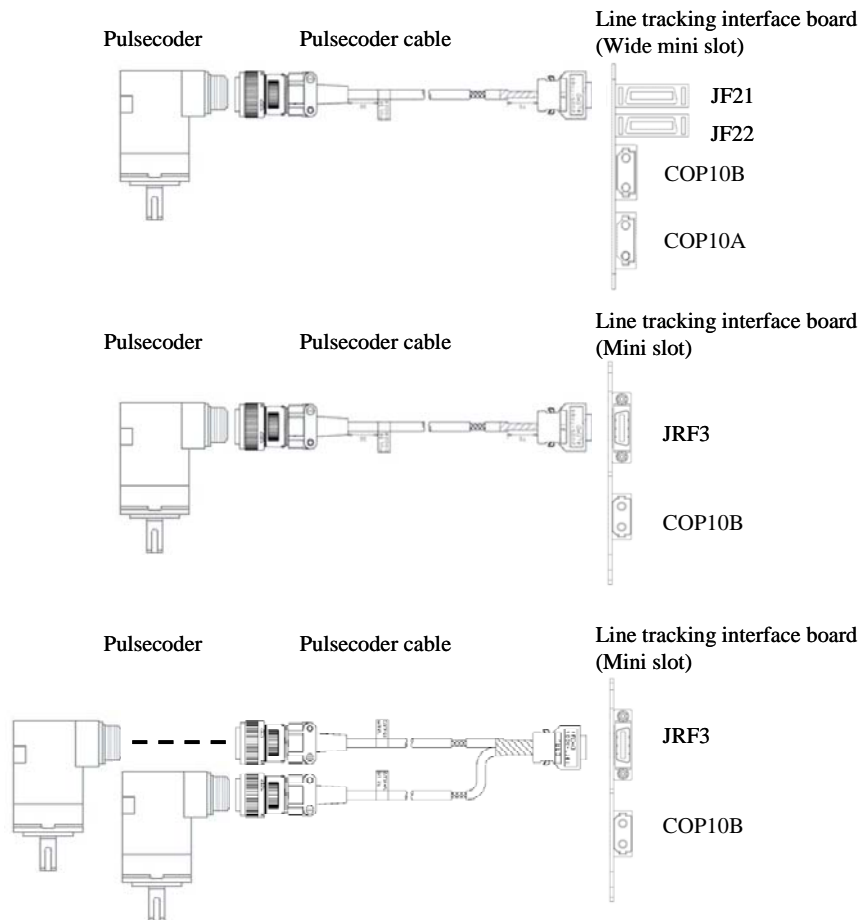 Pulsecoder
Pulsecoder cable
Line tracking interface board
(Wide mini slot)
JF21
JF22
COP10B
COP10A
Pulsecoder
Pulsecoder cable
Line tracking interface board
(Mini slot)
JRF3
COP10B
Pulsecoder
Pulsecoder cable
Line tracking interface board
(Mini slot)
JRF3
COP10B